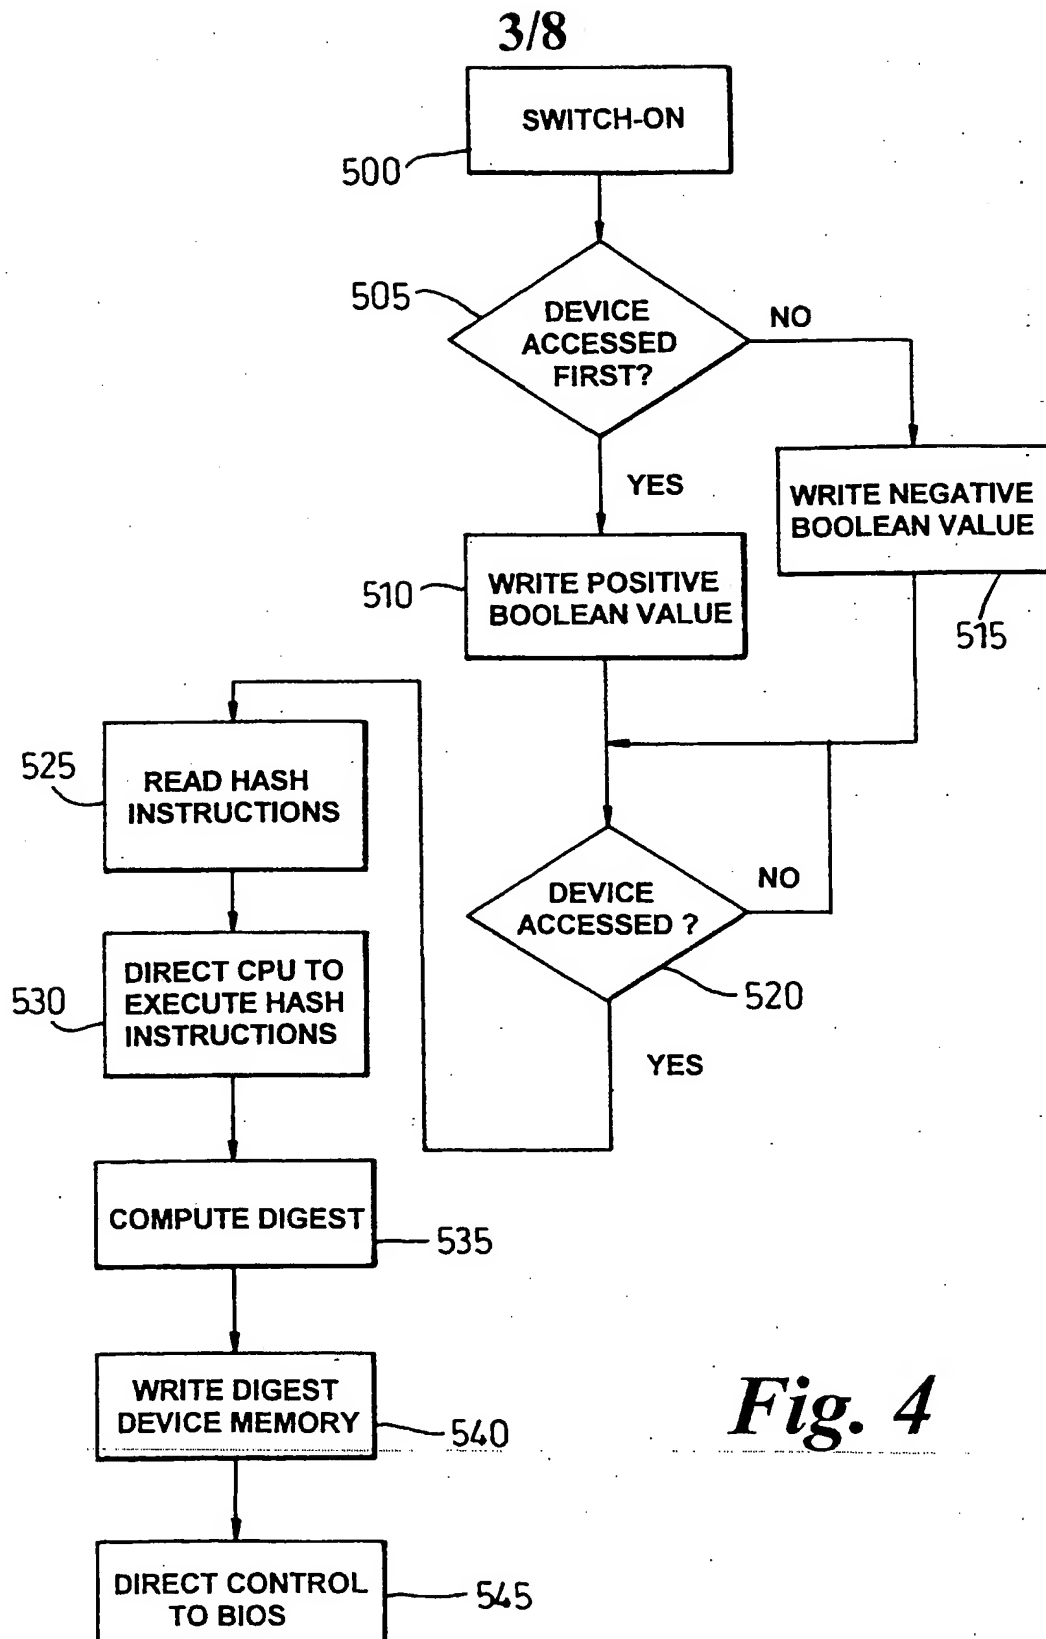 3/8
SWITCH-ON
500
505
DEVICE
ACCESSED
FIRST?
NO
YES
WRITE NEGATIVE
BOOLEAN VALUE
515
510
WRITE POSITIVE
BOOLEAN VALUE
525
READ HASH
INSTRUCTIONS
DEVICE
ACCESSED ?
NO
520
YES
530
DIRECT CPU TO
EXECUTE HASH
INSTRUCTIONS
COMPUTE DIGEST
535
WRITE DIGEST
DEVICE MEMORY
540
Fig. 4
DIRECT CONTROL
TO BIOS
545